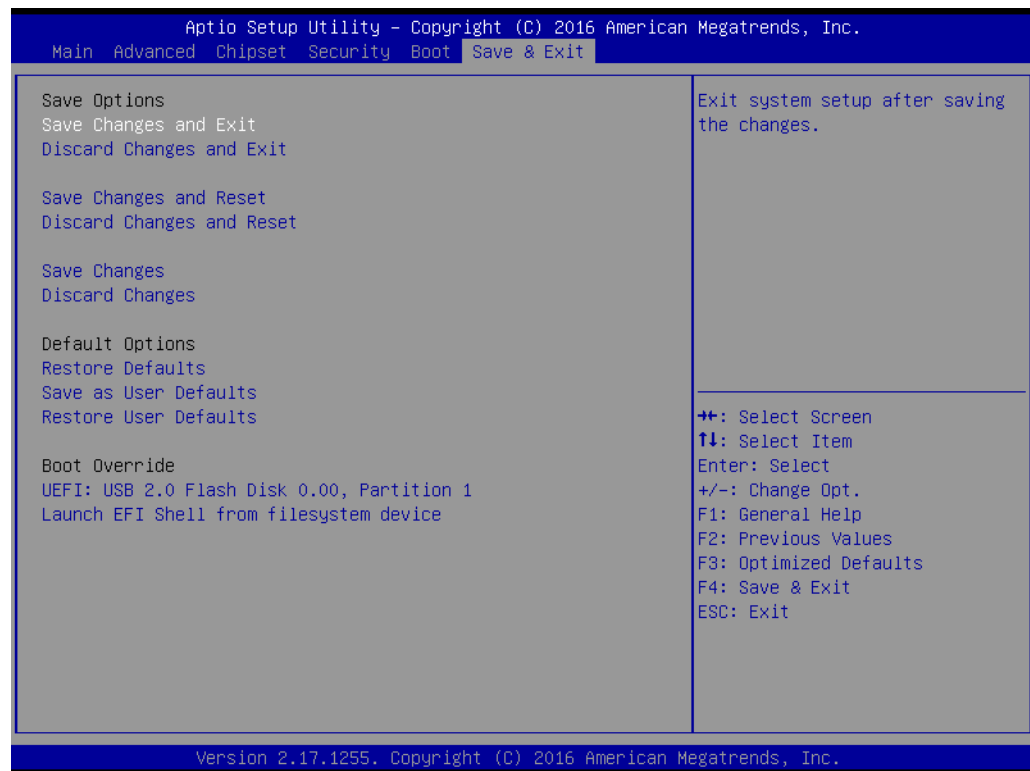 Aptio Setup Utility – Copyright (C) 2016 American Megatrends, Inc.
Main Advanced Chipset Security Boot Save & Exit
Save Options
Save Changes and Exit
Discard Changes and Exit
Save Changes and Reset
Discard Changes and Reset
Save Changes
Discard Changes
Default Options
Restore Defaults
Save as User Defaults
Restore User Defaults
Boot Override
UEFI: USB 2.0 Flash Disk 0.00, Partition 1
Launch EFI Shell from filesystem device
Exit system setup after saving
the changes.
→←: Select Screen
↑↓: Select Item
Enter: Select
+/-: Change Opt.
F1: General Help
F2: Previous Values
F3: Optimized Defaults
F4: Save & Exit
ESC: Exit
Version 2.17.1255. Copyright (C) 2016 American Megatrends, Inc.